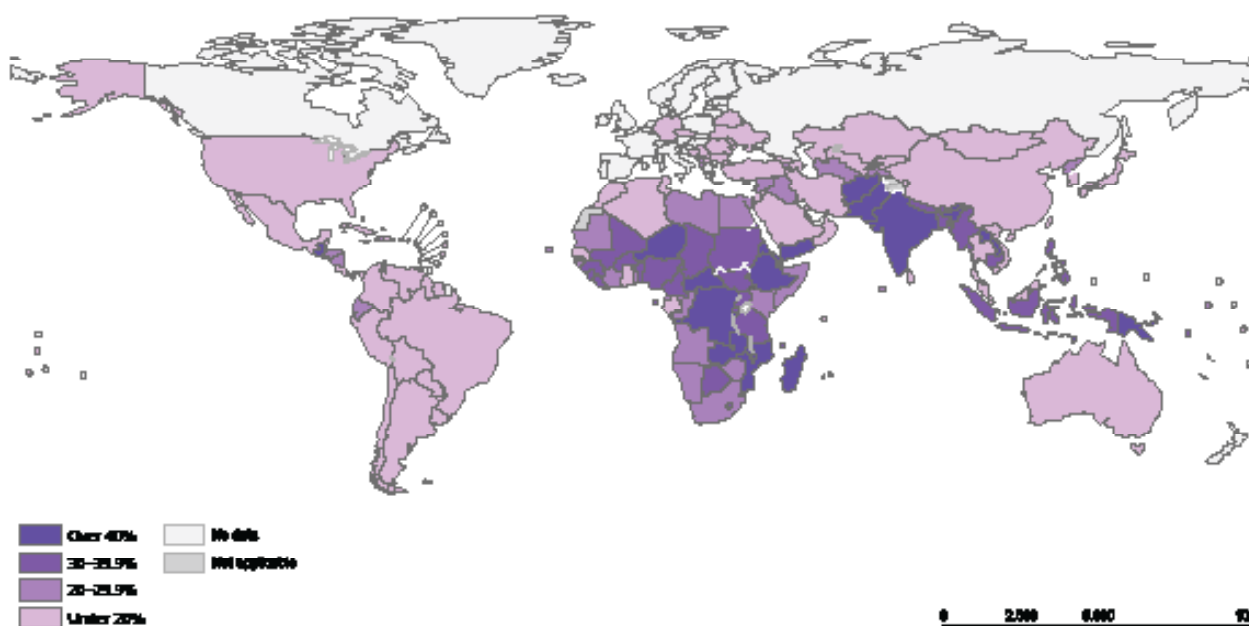 Over 40%
30–39.9%
20–29.9%
Under 20%
No data
Not applicable
0